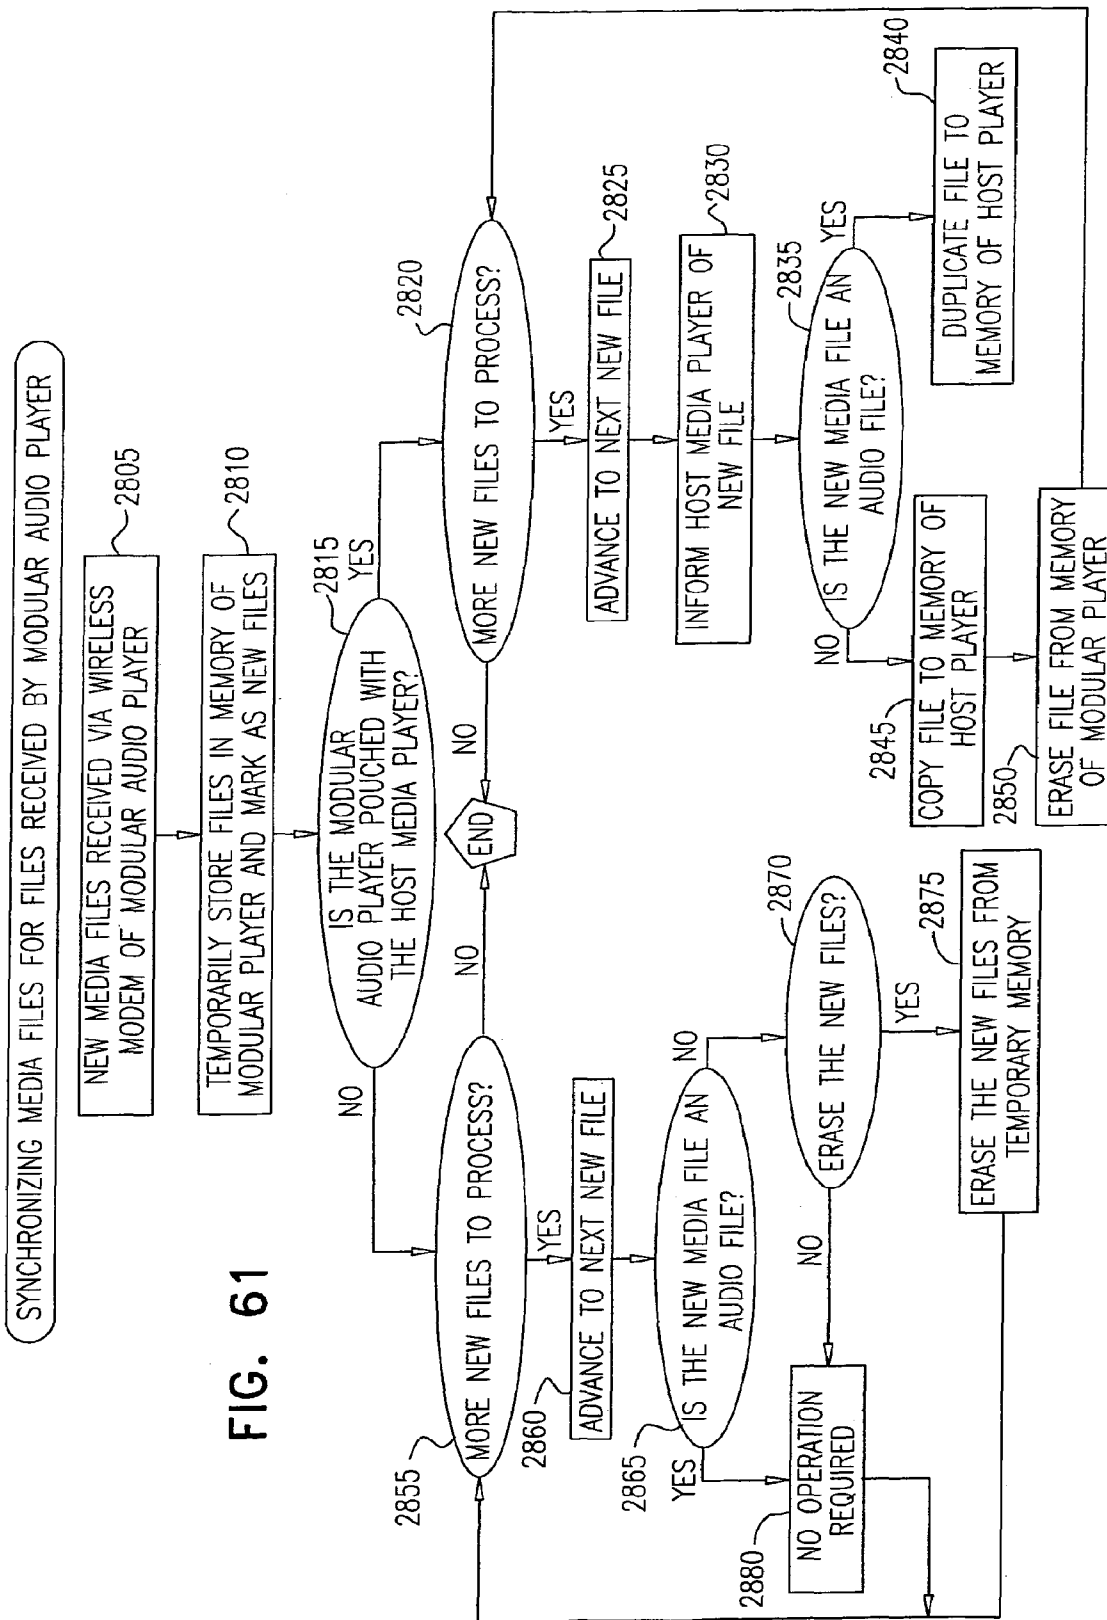 SYNCHRONIZING MEDIA FILES FOR FILES RECEIVED BY MODULAR AUDIO PLAYER
FIG. 61
NEW MEDIA FILES RECEIVED VIA WIRELESS
MODEM OF MODULAR AUDIO PLAYER
2805
TEMPORARILY STORE FILES IN MEMORY OF
MODULAR PLAYER AND MARK AS NEW FILES
2810
IS THE MODULAR
AUDIO PLAYER POUCHED WITH
THE HOST MEDIA PLAYER?
2815
NO
YES
2855
MORE NEW FILES TO PROCESS?
NO
END
NO
MORE NEW FILES TO PROCESS?
2820
YES
YES
2860
ADVANCE TO NEXT NEW FILE
ADVANCE TO NEXT NEW FILE
2825
INFORM HOST MEDIA PLAYER OF
NEW FILE
2830
2865
IS THE NEW MEDIA FILE AN
AUDIO FILE?
YES
NO
IS THE NEW MEDIA FILE AN
AUDIO FILE?
2835
NO
YES
2880
NO OPERATION
REQUIRED
NO
ERASE THE NEW FILES?
2870
YES
2845
COPY FILE TO MEMORY OF
HOST PLAYER
DUPLICATE FILE TO
MEMORY OF HOST PLAYER
2840
ERASE THE NEW FILES FROM
TEMPORARY MEMORY
2875
2850
ERASE FILE FROM MEMORY
OF MODULAR PLAYER